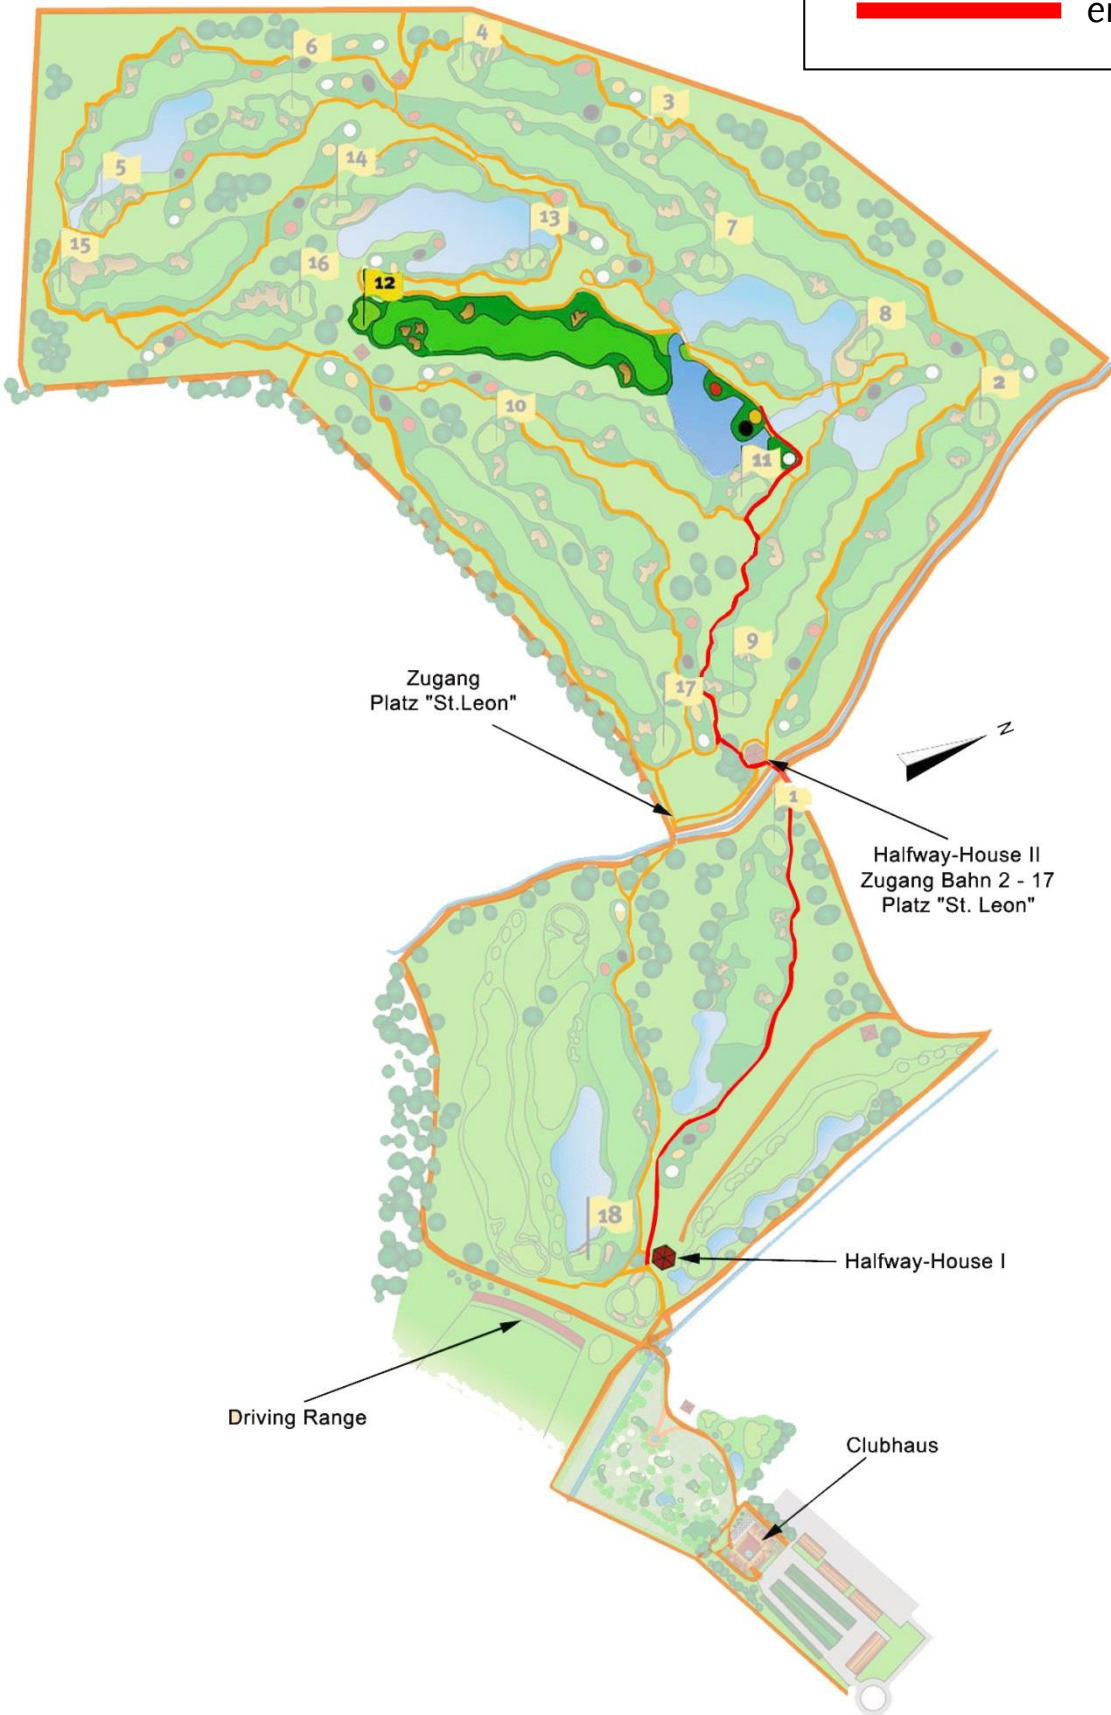 4
6
3
14
5
13
7
15
16
12
8
2
10
11
9
Zugang
Platz "St.Leon"
17
N
1
Halfway-House II
Zugang Bahn 2 - 17
Platz "St. Leon"
18
Halfway-House I
Driving Range
Clubhaus